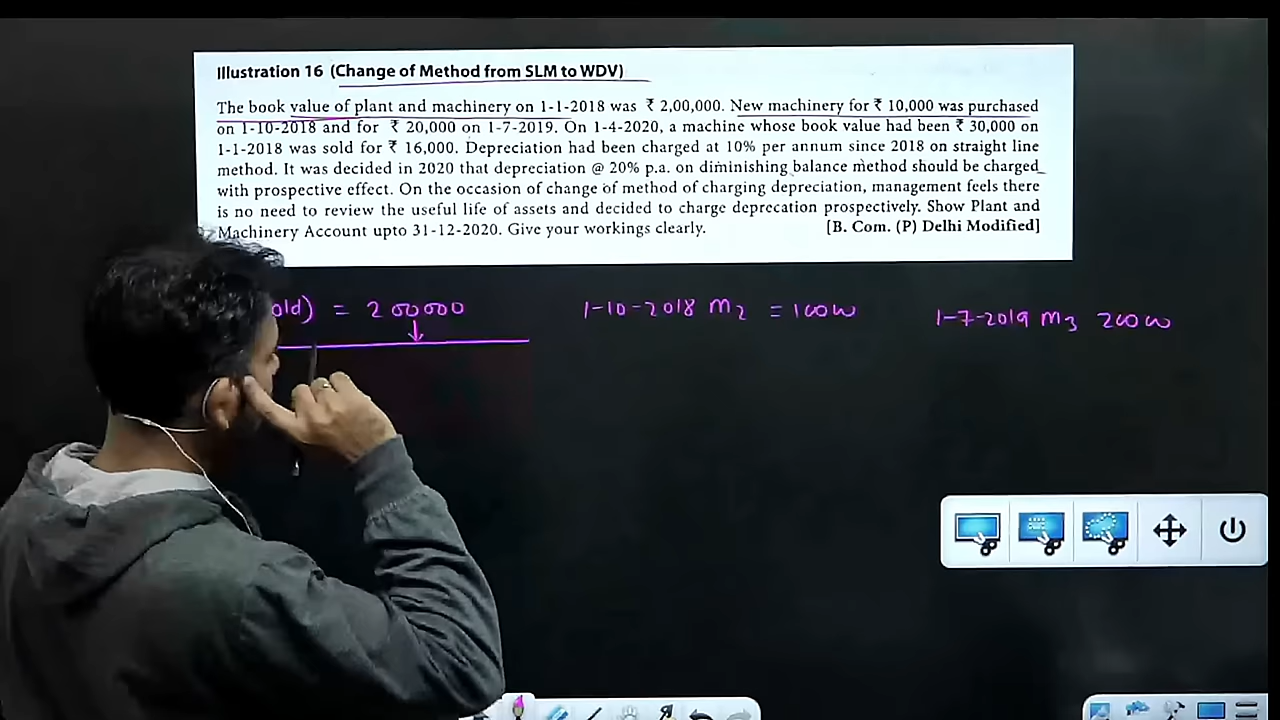 Illustration 16 (Change of Method from SLM to WDV)
The book value of plant and machinery on 1-1-2018 was ₹ 2,00,000. New machinery for ₹ 10,000 was purchased
on 1-10-2018 and for ₹ 20,000 on 1-7-2019. On 1-4-2020, a machine whose book value had been ₹ 30,000 on
1-1-2018 was sold for ₹ 16,000. Depreciation had been charged at 10% per annum since 2018 on straight line
method. It was decided in 2020 that depreciation @ 20% p.a. on diminishing balance method should be charged
with prospective effect. On the occasion of change of method of charging depreciation, management feels there
is no need to review the useful life of assets and decided to charge deprecation prospectively. Show Plant and
Machinery Account upto 31-12-2020. Give your workings clearly. [B. Com. (P) Delhi Modified]
old) = 200000 1-10-2018 M2 = 10000 1-7-2019 M3 20000